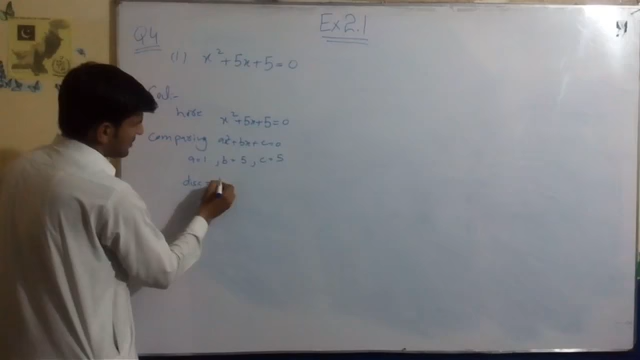 Ex 2.1
Q4
(1) x² + 5x + 5 = 0
Sol-
here x² + 5x + 5 = 0
Comparing ax² + bx + c = 0
a = 1 , b = 5 , c = 5
disc =